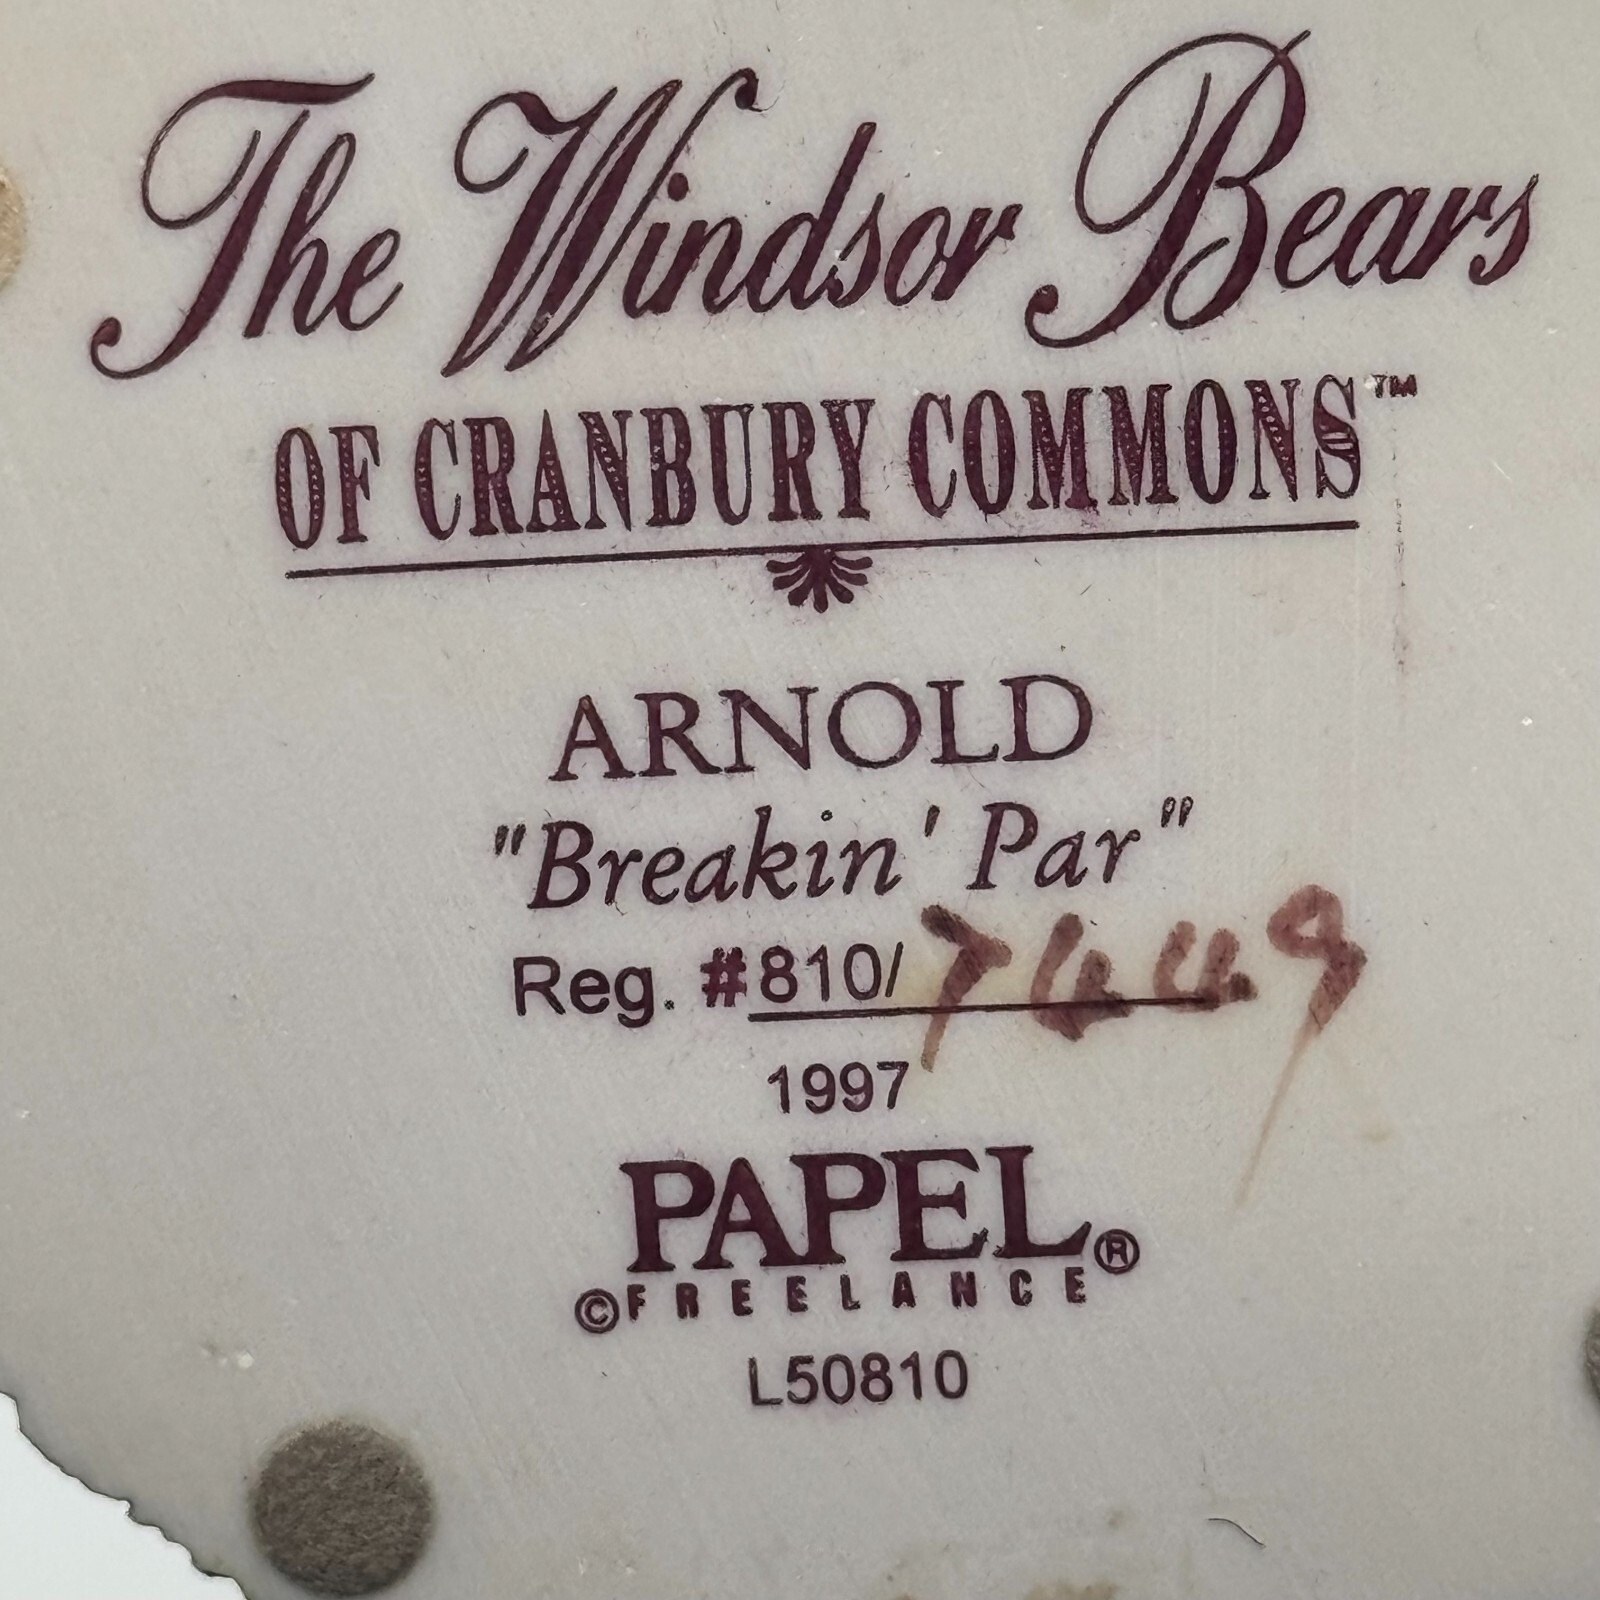 The Windsor Bears
OF CRANBURY COMMONS™
ARNOLD
"Breakin' Par"
Reg. #810/7449
1997
PAPEL®
©FREELANCE
L50810